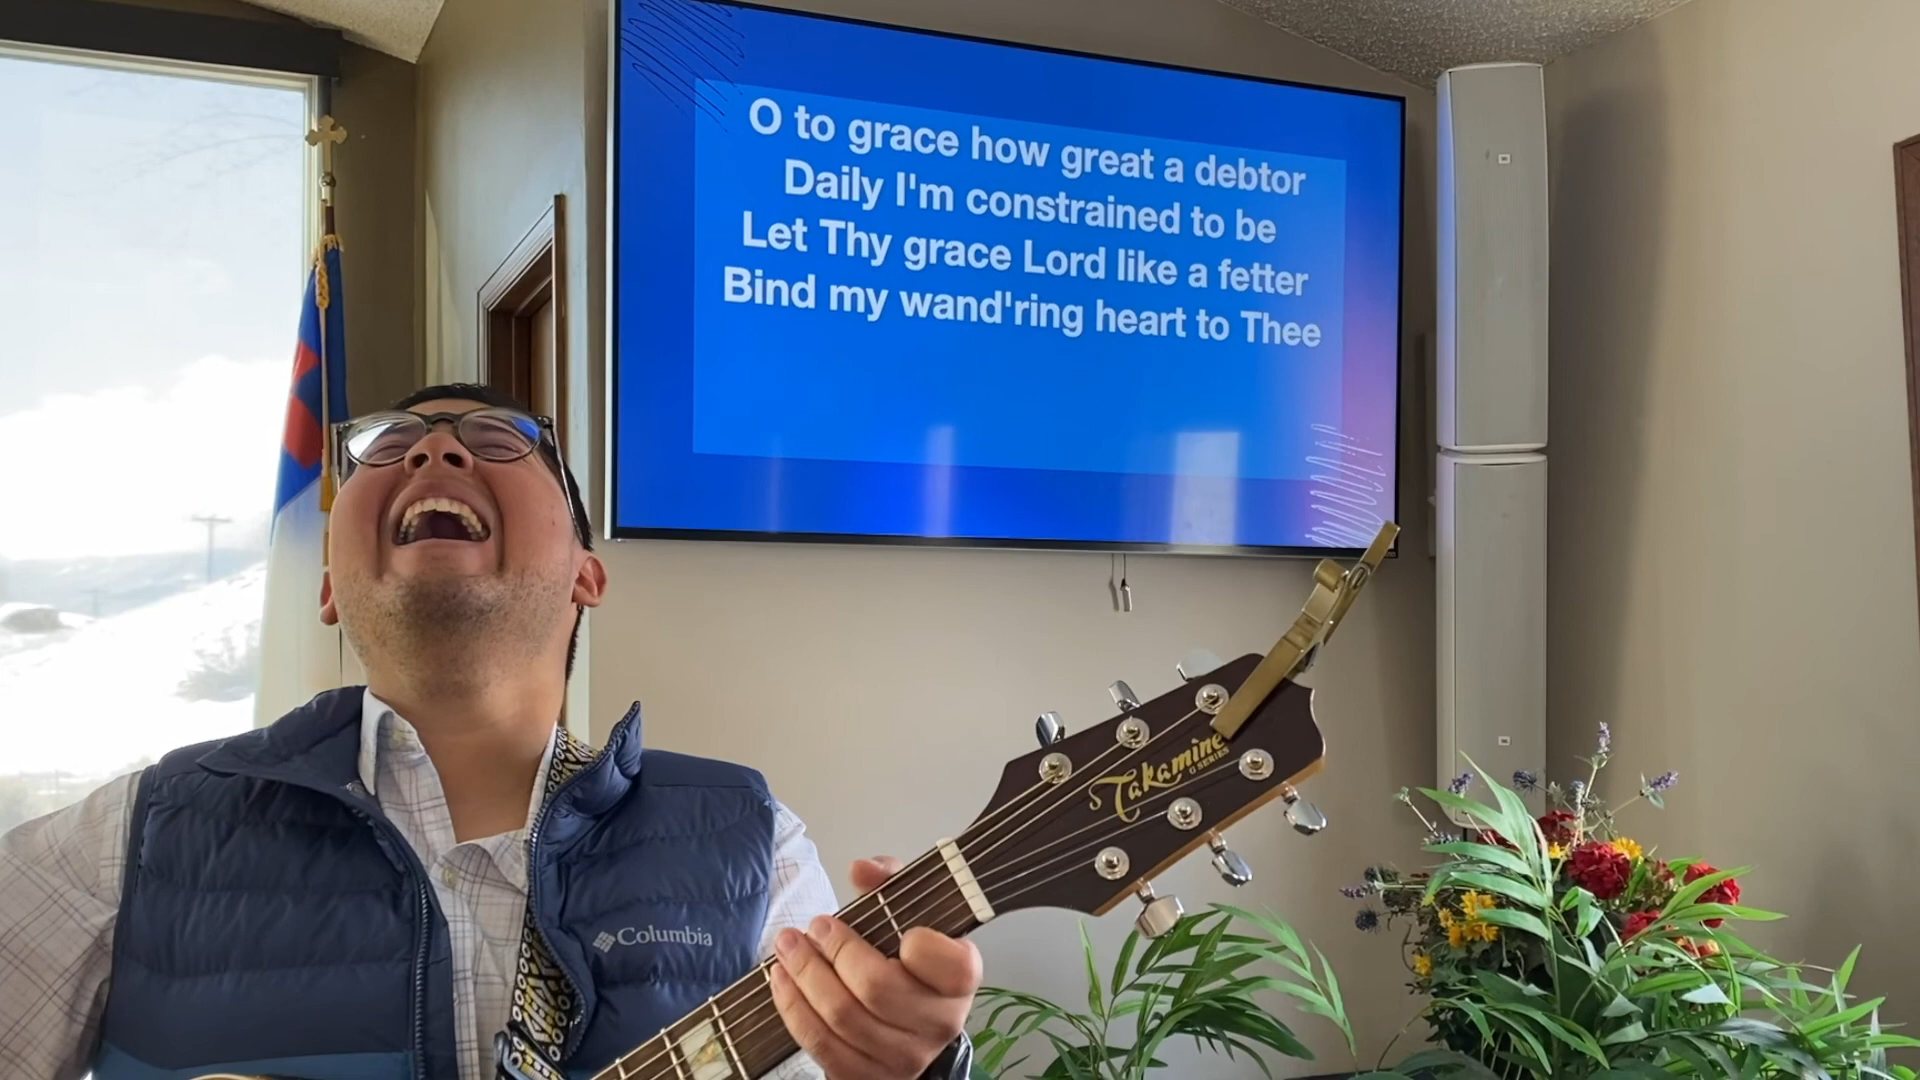 O to grace how great a debtor
Daily I'm constrained to be
Let Thy grace Lord like a fetter
Bind my wand'ring heart to Thee
Takamine
G SERIES
Columbia